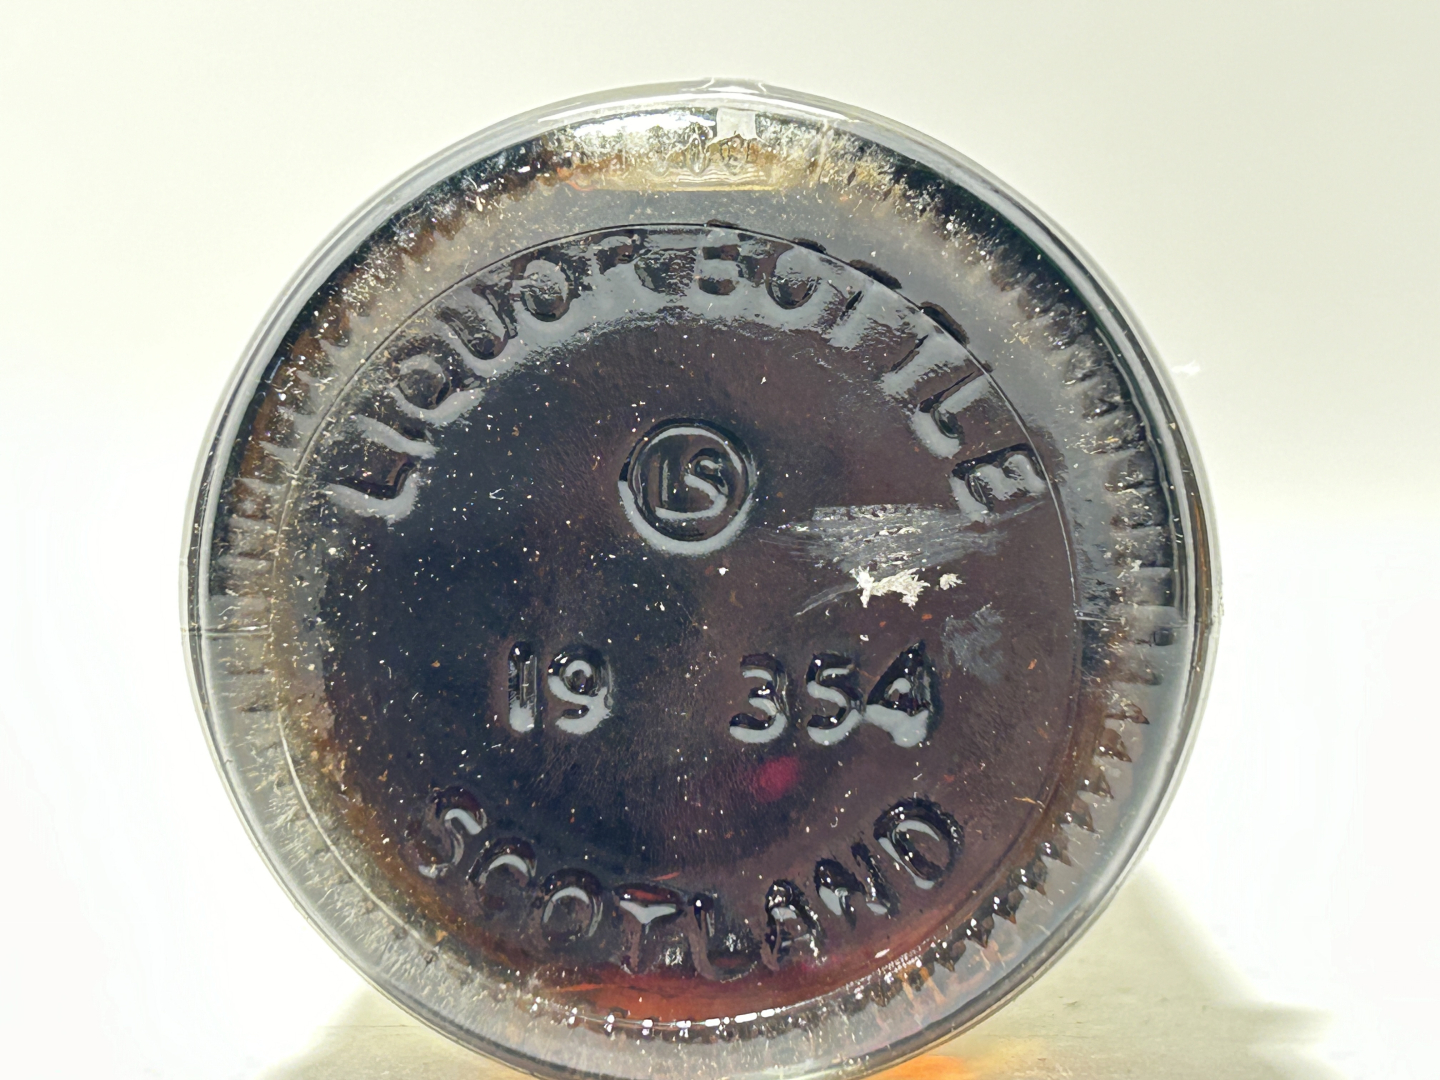 LIQUOR BOTTLE
LS
19 354
SCOTLAND